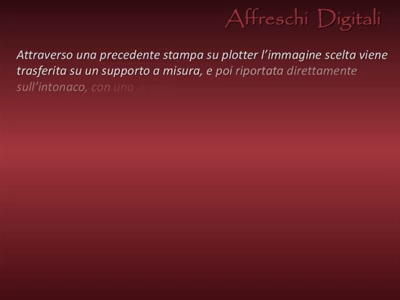 Affreschi Digitali
Attraverso una precedente stampa su plotter l’immagine scelta viene
trasferita su un supporto a misura, e poi riportata direttamente
sull’intonaco, con una